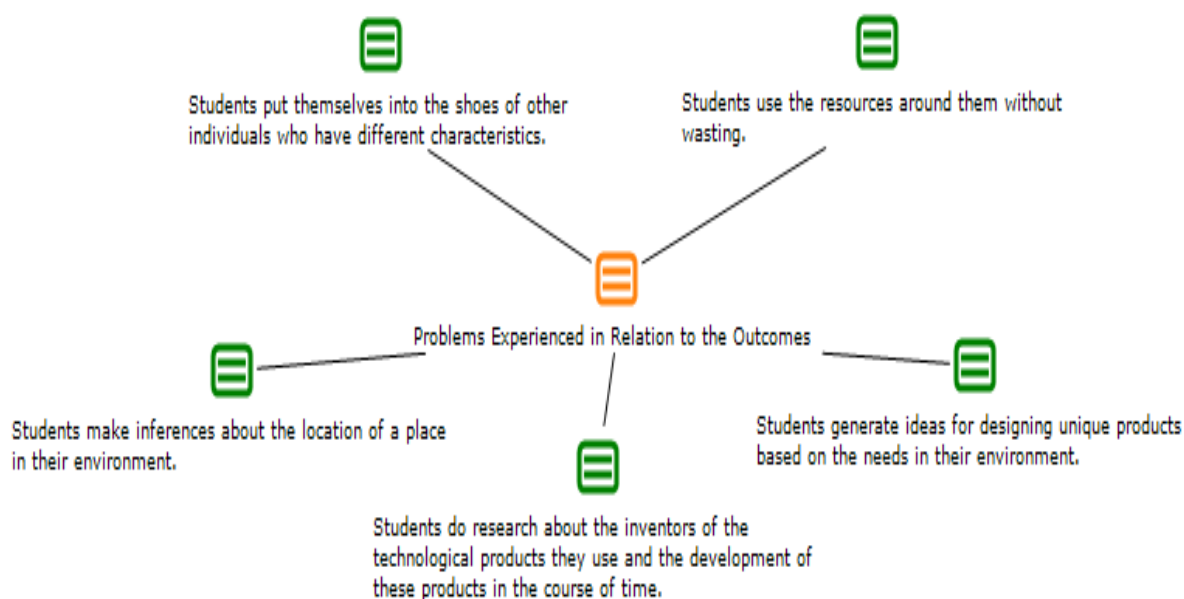 Students put themselves into the shoes of other
individuals who have different characteristics.
Students use the resources around them without
wasting.
Problems Experienced in Relation to the Outcomes
Students make inferences about the location of a place
in their environment.
Students generate ideas for designing unique products
based on the needs in their environment.
Students do research about the inventors of the
technological products they use and the development of
these products in the course of time.